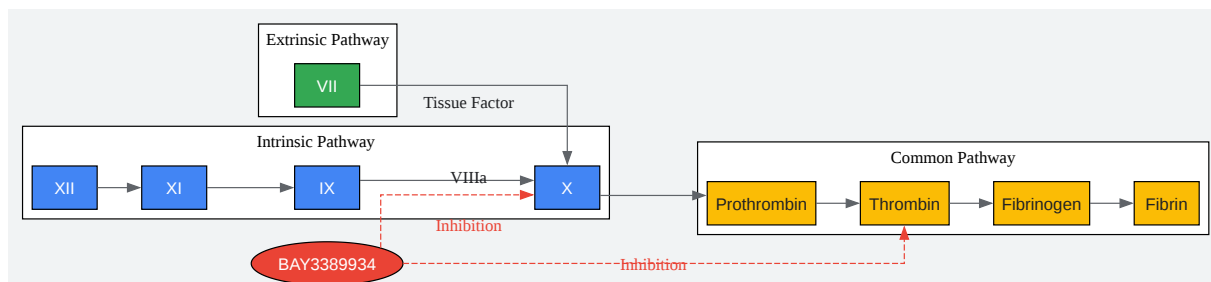 Extrinsic Pathway
VII
Tissue Factor
Intrinsic Pathway
XII
XI
IX
VIIIa
X
Common Pathway
Prothrombin
Thrombin
Fibrinogen
Fibrin
Inhibition
BAY3389934
Inhibition